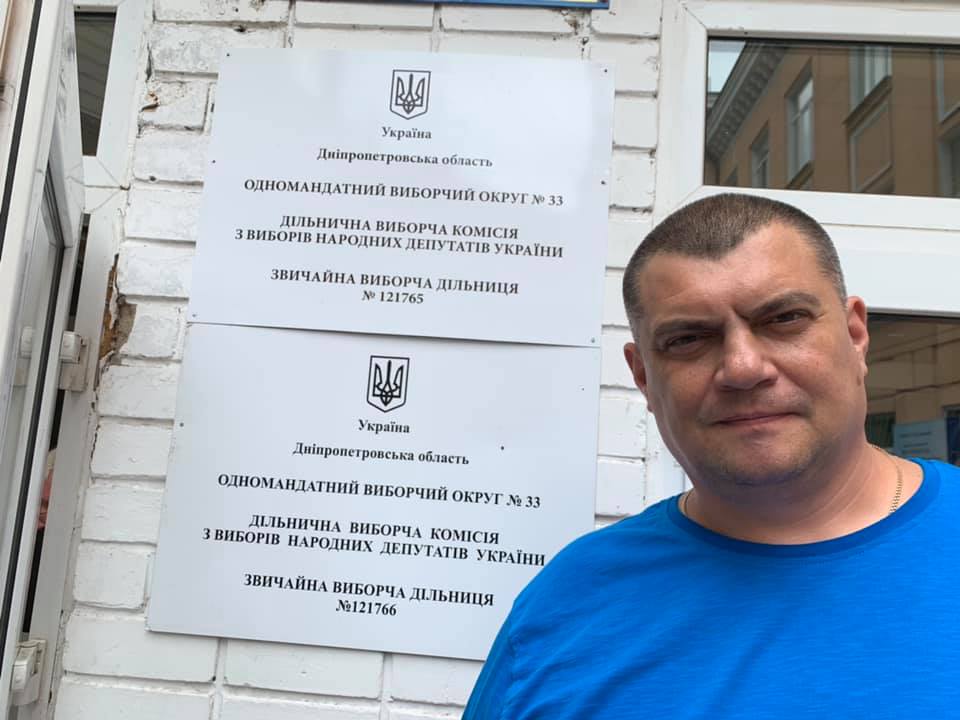 Україна
Дніпропетровська область
ОДНОМАНДАТНИЙ ВИБОРЧИЙ ОКРУГ № 33
ДІЛЬНИЧНА ВИБОРЧА КОМІСІЯ
З ВИБОРІВ НАРОДНИХ ДЕПУТАТІВ УКРАЇНИ
ЗВИЧАЙНА ВИБОРЧА ДІЛЬНИЦЯ
№ 121765
Україна
Дніпропетровська область
ОДНОМАНДАТНИЙ ВИБОРЧИЙ ОКРУГ № 33
ДІЛЬНИЧНА ВИБОРЧА КОМІСІЯ
З ВИБОРІВ НАРОДНИХ ДЕПУТАТІВ УКРАЇНИ
ЗВИЧАЙНА ВИБОРЧА ДІЛЬНИЦЯ
№121766